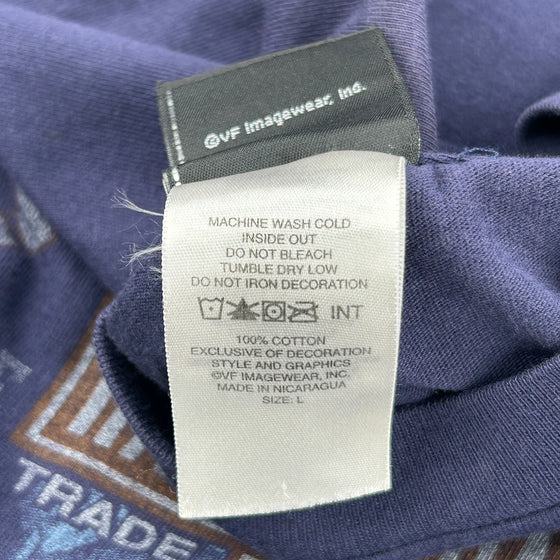 ©VF Imagewear, Inc.
MACHINE WASH COLD
INSIDE OUT
DO NOT BLEACH
TUMBLE DRY LOW
DO NOT IRON DECORATION
INT
100% COTTON
EXCLUSIVE OF DECORATION
STYLE AND GRAPHICS
©VF IMAGEWEAR, INC.
MADE IN NICARAGUA
SIZE: L
TRADE